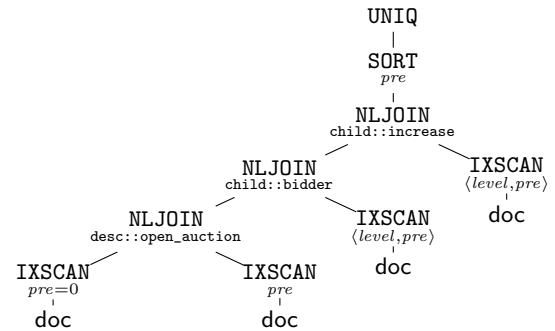 UNIQ
SORT
pre
NLJOIN
child::increase
NLJOIN
child::bidder
IXSCAN
⟨level,pre⟩
doc
NLJOIN
desc::open_auction
IXSCAN
⟨level,pre⟩
doc
IXSCAN
pre=0
doc
IXSCAN
pre
doc